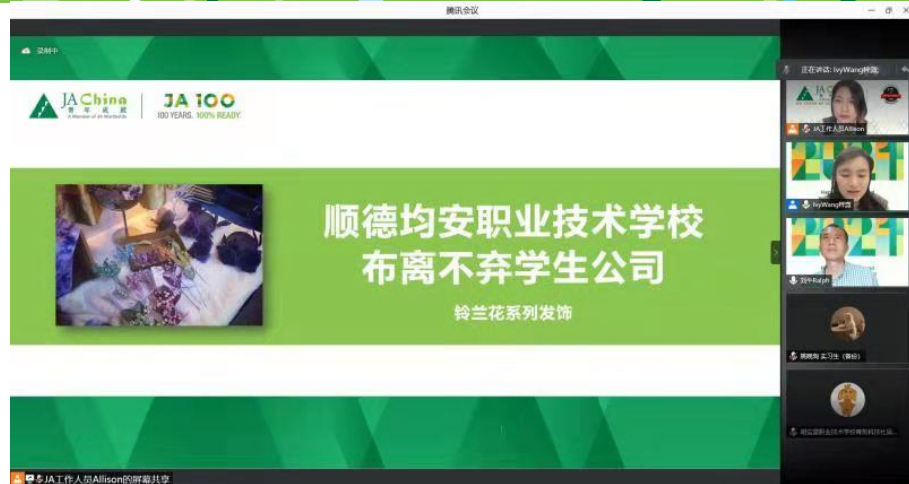 腾讯会议
录制中
正在讲话: IvyWang
JA China
青年成就
A Member of JA Worldwide
JA 100
100 YEARS. 100% READY.
顺德均安职业技术学校
布离不弃学生公司
铃兰花系列发饰
JA工作人员Allison
IvyWang
刘午Ralph
实习生（备份）
JA工作人员Allison的屏幕共享